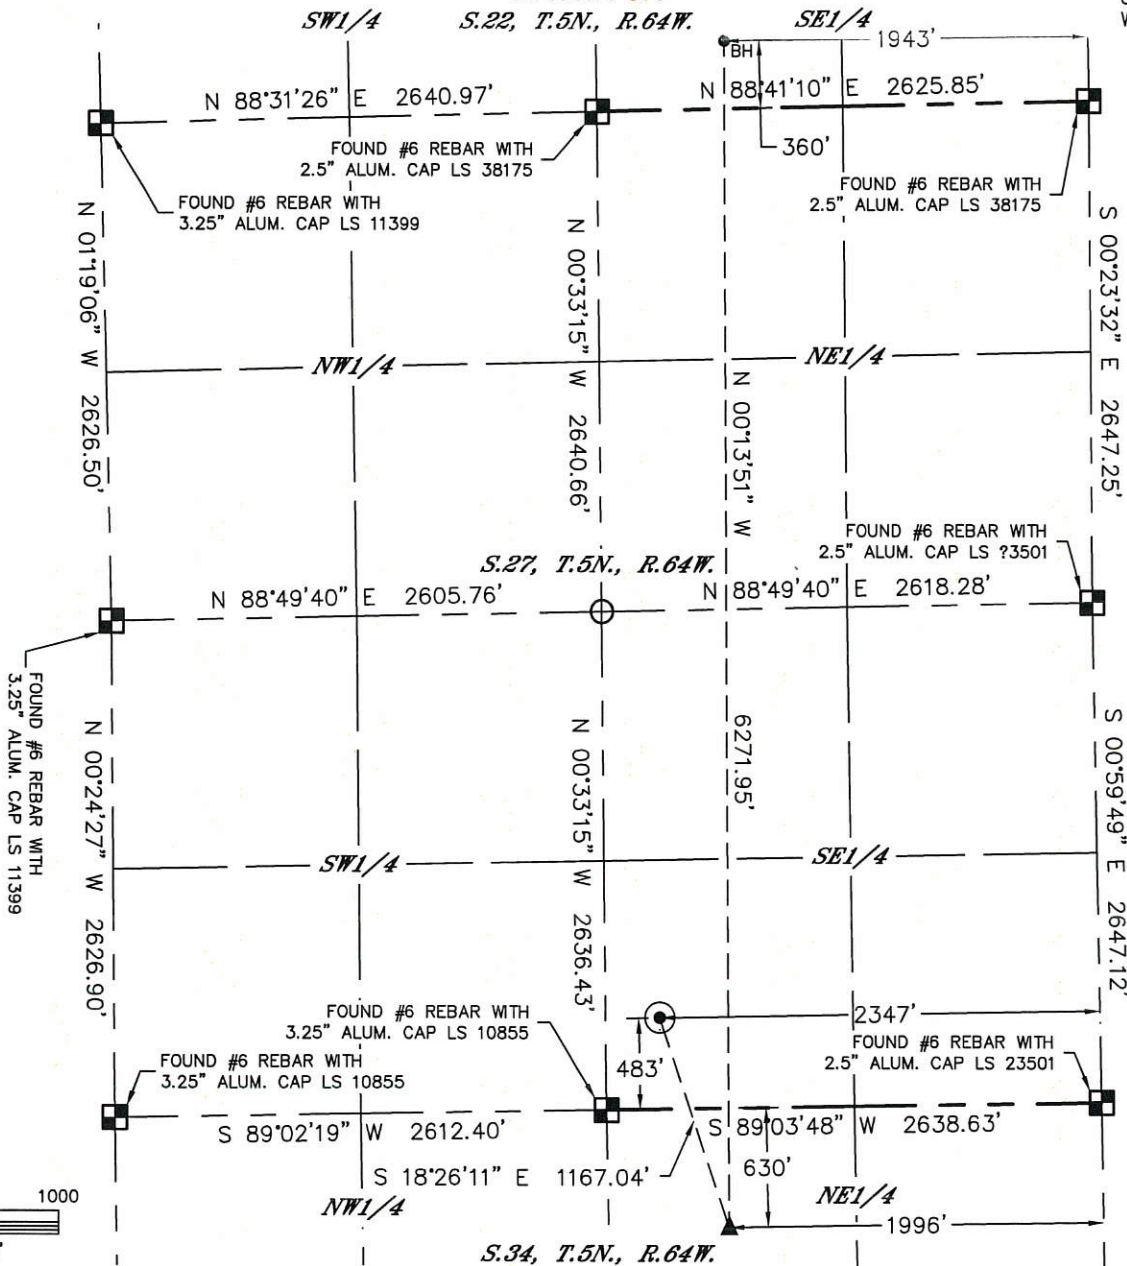 SW1/4
S.22, T.5N., R.64W.
SE1/4
1943'
BH
N 88°31'26" E 2640.97'
N 88°41'10" E 2625.85'
360'
FOUND #6 REBAR WITH
2.5" ALUM. CAP LS 38175
FOUND #6 REBAR WITH
3.25" ALUM. CAP LS 11399
FOUND #6 REBAR WITH
2.5" ALUM. CAP LS 38175
N 01°19'06" W 2626.50'
N 00°33'15" W 2640.66'
N 00°13'51" W
6271.95'
S 00°23'32" E 2647.25'
NW1/4
NE1/4
FOUND #6 REBAR WITH
2.5" ALUM. CAP LS ?3501
S.27, T.5N., R.64W.
N 88°49'40" E 2605.76'
N 88°49'40" E 2618.28'
FOUND #6 REBAR WITH
3.25" ALUM. CAP LS 11399
N 00°24'27" W 2626.90'
N 00°33'15" W 2636.43'
S 00°59'49" E 2647.12'
SW1/4
SE1/4
FOUND #6 REBAR WITH
3.25" ALUM. CAP LS 10855
2347'
483'
FOUND #6 REBAR WITH
2.5" ALUM. CAP LS 23501
FOUND #6 REBAR WITH
3.25" ALUM. CAP LS 10855
S 89°02'19" W 2612.40'
S 89°03'48" W 2638.63'
S 18°26'11" E 1167.04'
630'
1000
NW1/4
NE1/4
1996'
S.34, T.5N., R.64W.